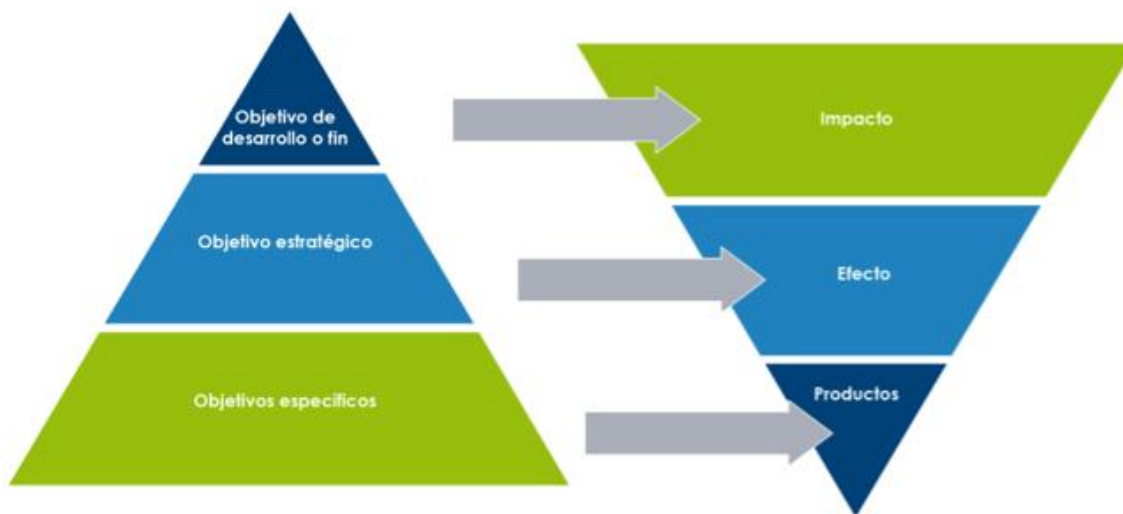 Objetivo de
desarrollo o fin
Impacto
Objetivo estratégico
Efecto
Objetivos específicos
Productos